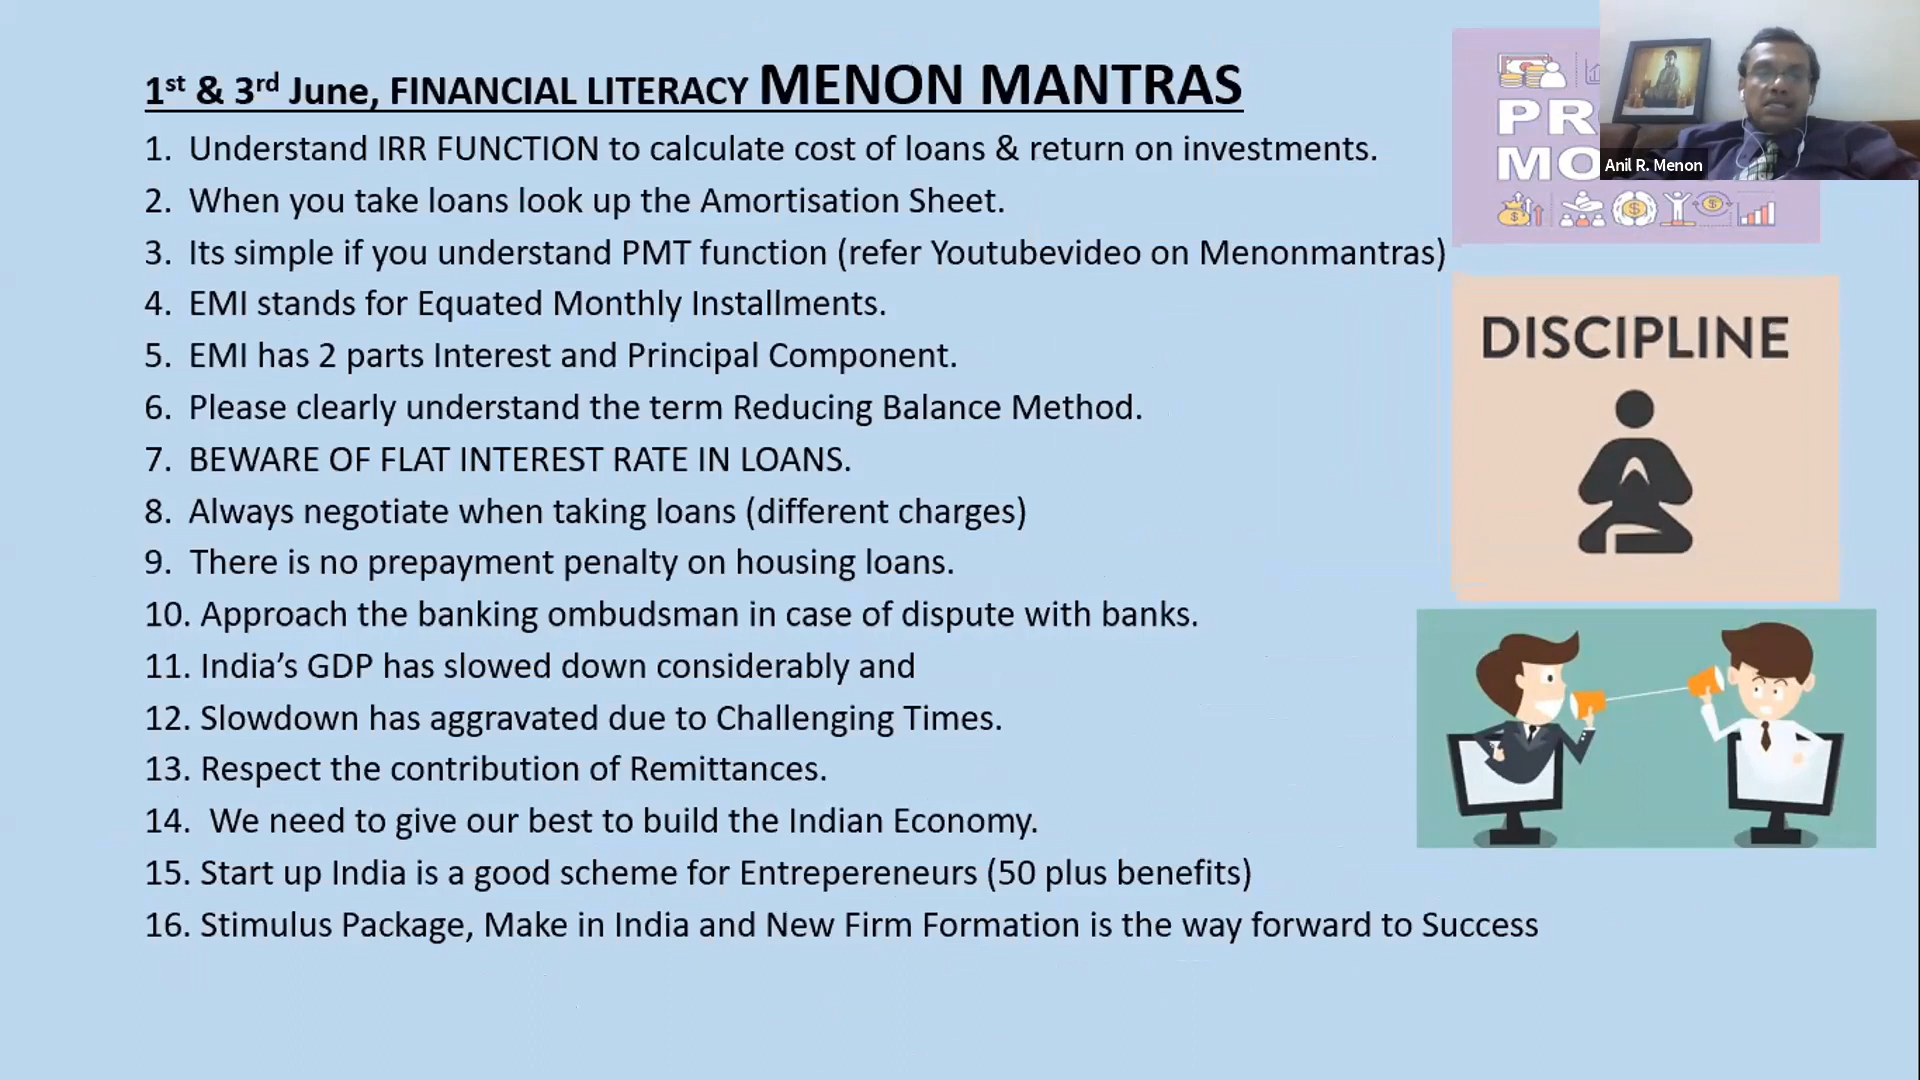 1st & 3rd June, FINANCIAL LITERACY MENON MANTRAS
1. Understand IRR FUNCTION to calculate cost of loans & return on investments.
2. When you take loans look up the Amortisation Sheet.
3. Its simple if you understand PMT function (refer Youtubevideo on Menonmantras)
4. EMI stands for Equated Monthly Installments.
5. EMI has 2 parts Interest and Principal Component.
6. Please clearly understand the term Reducing Balance Method.
7. BEWARE OF FLAT INTEREST RATE IN LOANS.
8. Always negotiate when taking loans (different charges)
9. There is no prepayment penalty on housing loans.
10. Approach the banking ombudsman in case of dispute with banks.
11. India’s GDP has slowed down considerably and
12. Slowdown has aggravated due to Challenging Times.
13. Respect the contribution of Remittances.
14. We need to give our best to build the Indian Economy.
15. Start up India is a good scheme for Entrepereneurs (50 plus benefits)
16. Stimulus Package, Make in India and New Firm Formation is the way forward to Success
Anil R. Menon
DISCIPLINE